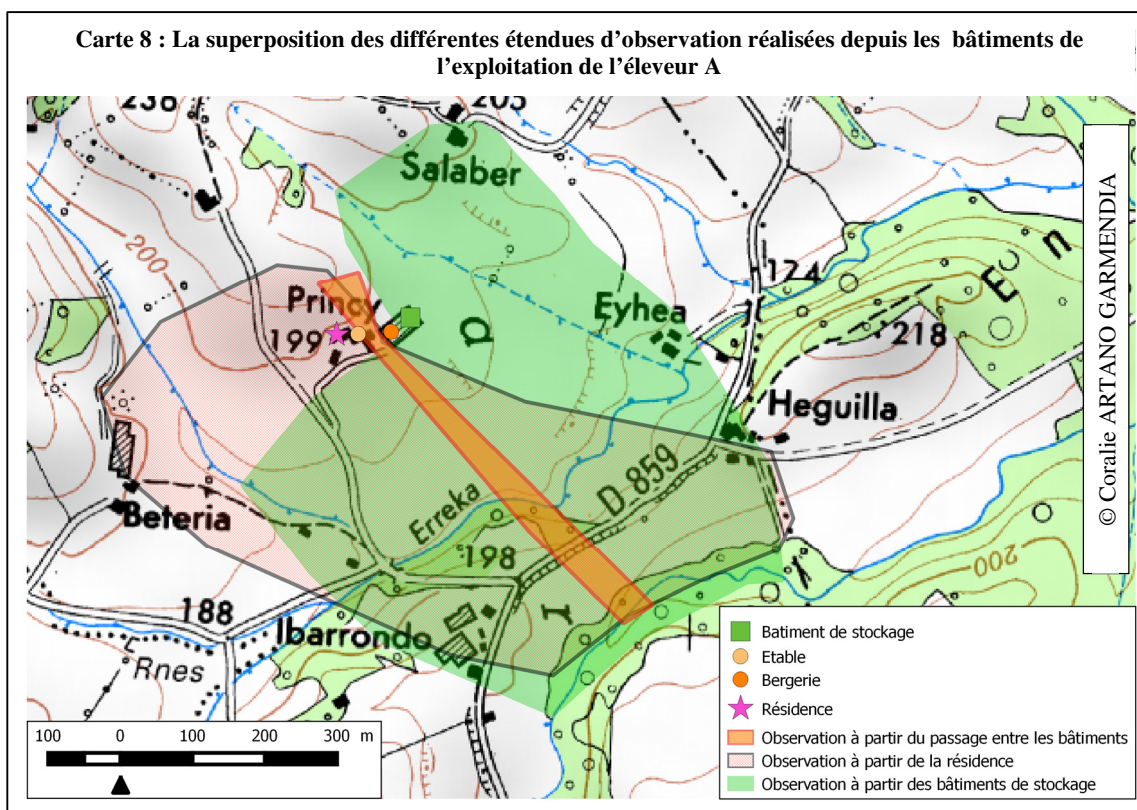 Carte 8 : La superposition des différentes étendues d'observation réalisées depuis les bâtiments de
l'exploitation de l'éleveur A
236
205
Salaber
200
Princy
199
a
Eyhea
174
E
n
218
Heguilla
D 859
Erreka
Beteria
198
188
Ibarrondo
Rnes
200
© Coralie ARTANO GARMENDIA
Batiment de stockage
Etable
Bergerie
Résidence
Observation à partir du passage entre les bâtiments
Observation à partir de la résidence
Observation à partir des bâtiments de stockage
100 0 100 200 300 m